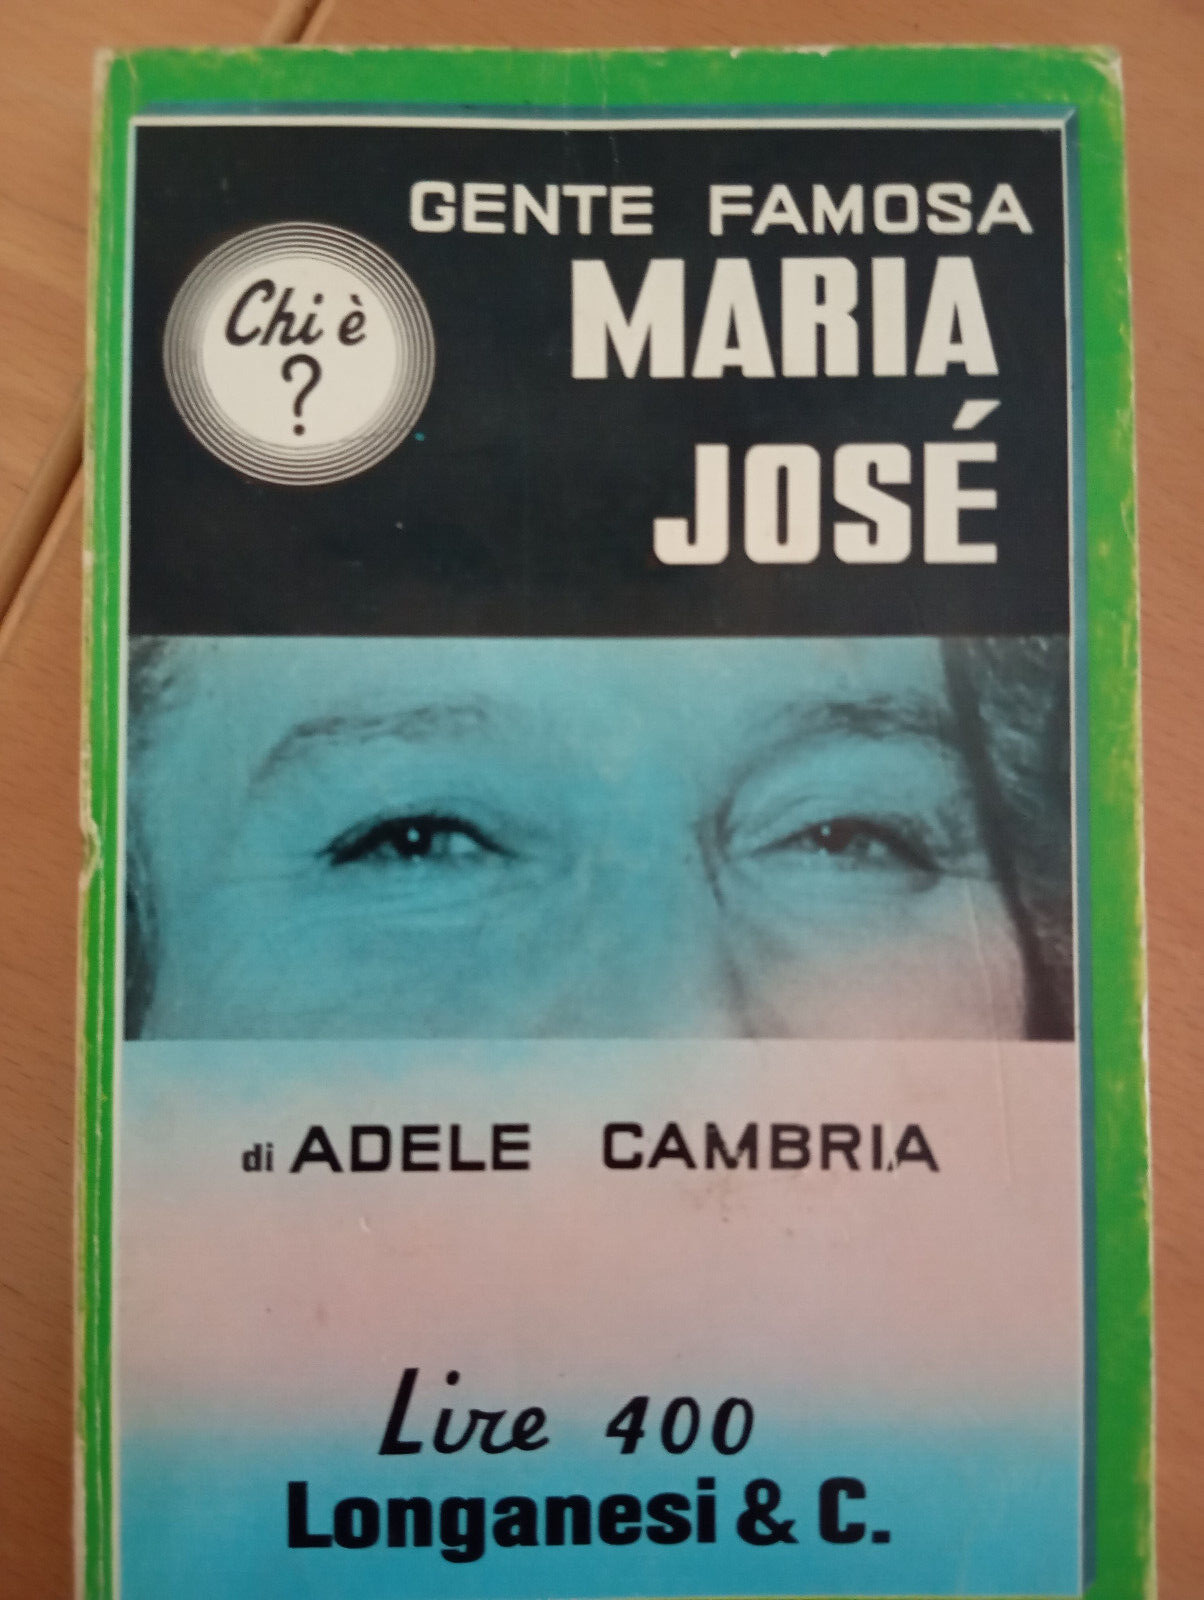 GENTE FAMOSA
Chi è
?
MARIA
JOSÉ
di ADELE CAMBRIA
Lire 400
Longanesi & C.